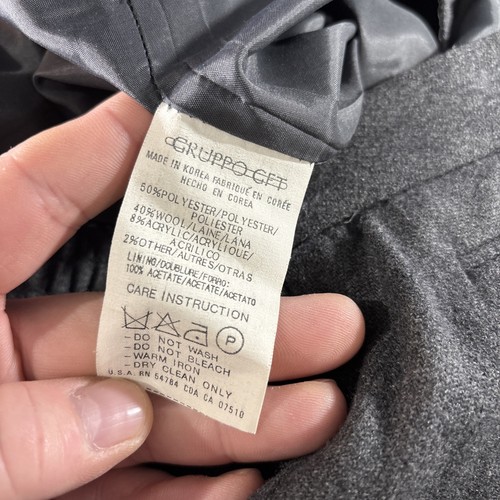 GRUPPO GFT
MADE IN KOREA FABRIQUÉ EN CORÉE
HECHO EN COREA
50%POLYESTER/POLYESTER/
POLIESTER
40%WOOL/LAINE/LANA
8%ACRYLIC/ACRYLIQUE/
ACRILICO
2%OTHER/AUTRES/OTRAS
LINING/DOUBLURE/FORRO:
100% ACETATE/ACETATE/ACETATO
CARE INSTRUCTION
P
- DO NOT WASH
- DO NOT BLEACH
- WARM IRON
- DRY CLEAN ONLY
U.S.A. RN 54784 CDA CA 07510